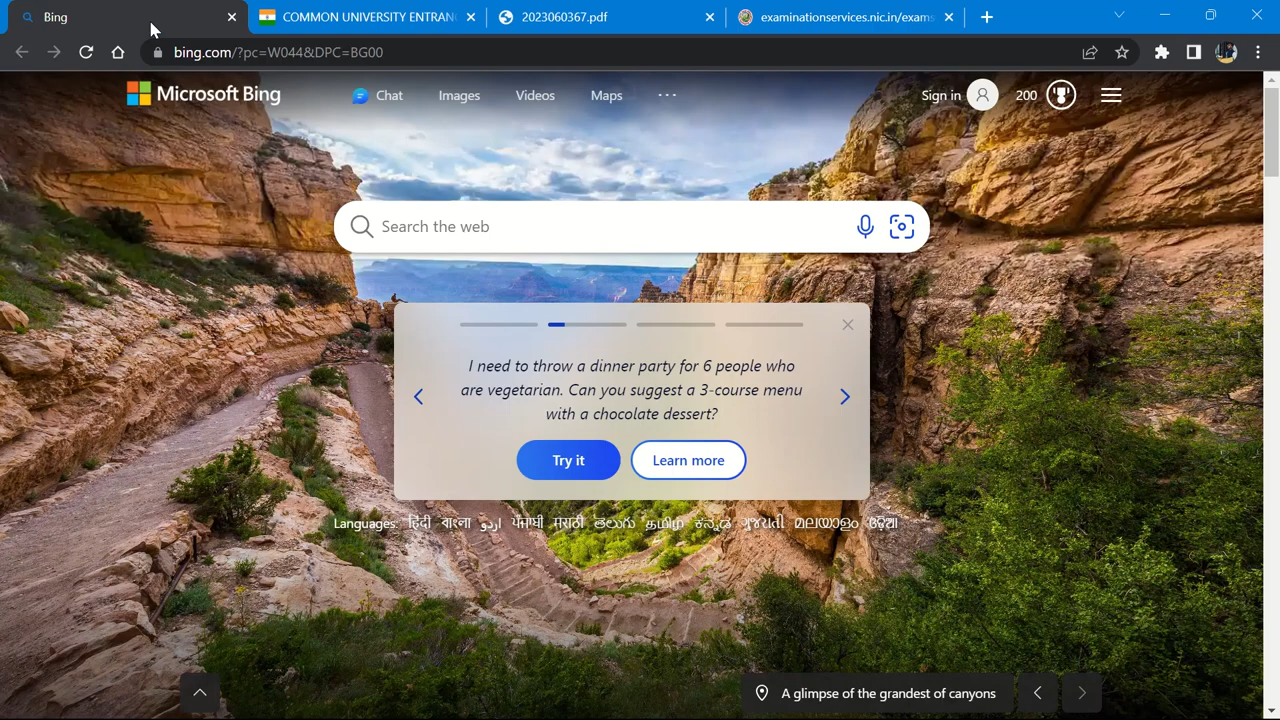 Bing
COMMON UNIVERSITY ENTRAN
2023060367.pdf
examinationservices.nic.in/exams
bing.com/?pc=W044&DPC=BG00
Microsoft Bing
Chat
Images
Videos
Maps
Sign in
200
Search the web
I need to throw a dinner party for 6 people who
are vegetarian. Can you suggest a 3-course menu
with a chocolate dessert?
Try it
Learn more
Languages: हिंदी বাংলা اردو ਪੰਜਾਬੀ मराठी తెలుగు தமிழ் ಕನ್ನಡ ગુજરાતી മലയാളം ଓଡ଼ିଆ
A glimpse of the grandest of canyons